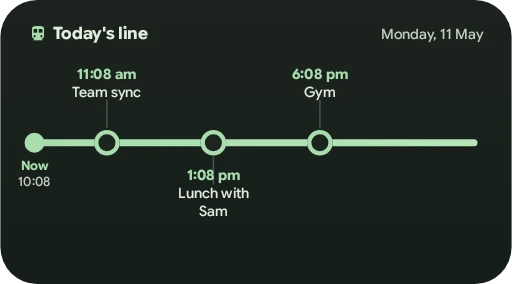 Today's line
Monday, 11 May
11:08 am
Team sync
6:08 pm
Gym
Now
10:08
1:08 pm
Lunch with
Sam